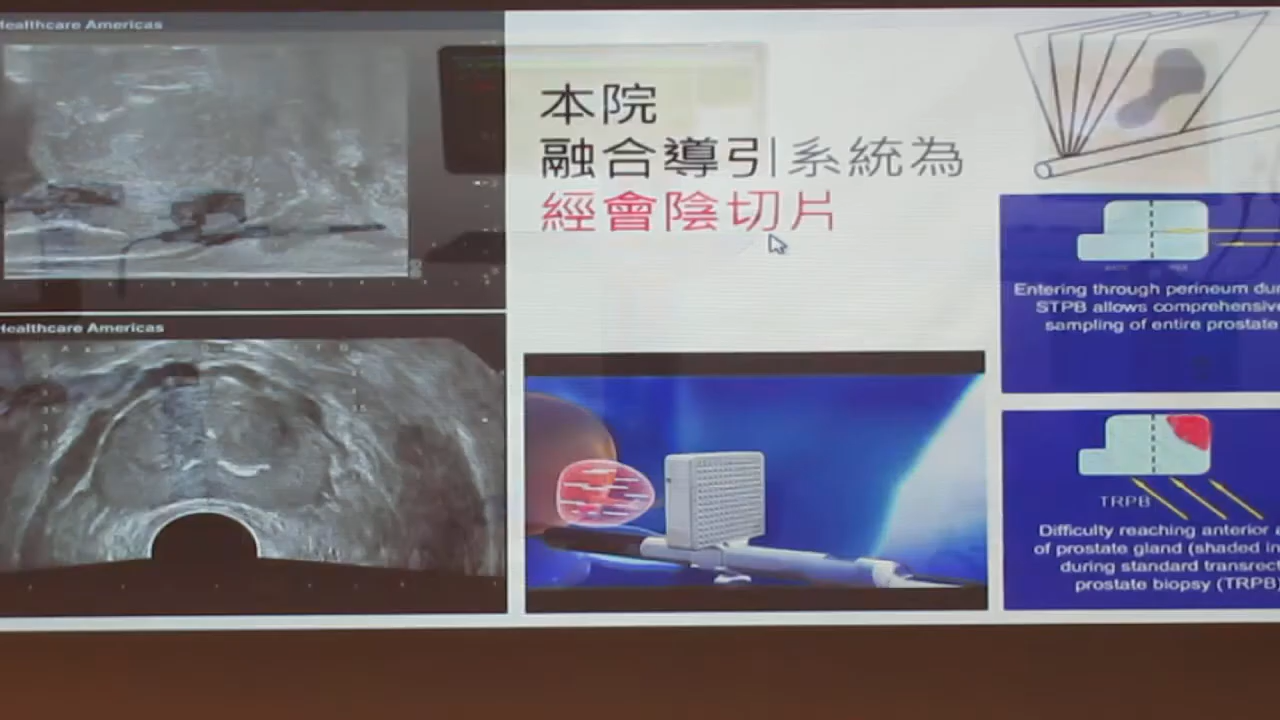 Healthcare Americas
本院
融合導引系統為
經會陰切片
Healthcare Americas
Entering through perineum
STPB allows comprehensive
sampling of entire prostate
TRPB
Difficulty reaching anterior
of prostate gland (shaded in
during standard
prostate biopsy (TRPB)